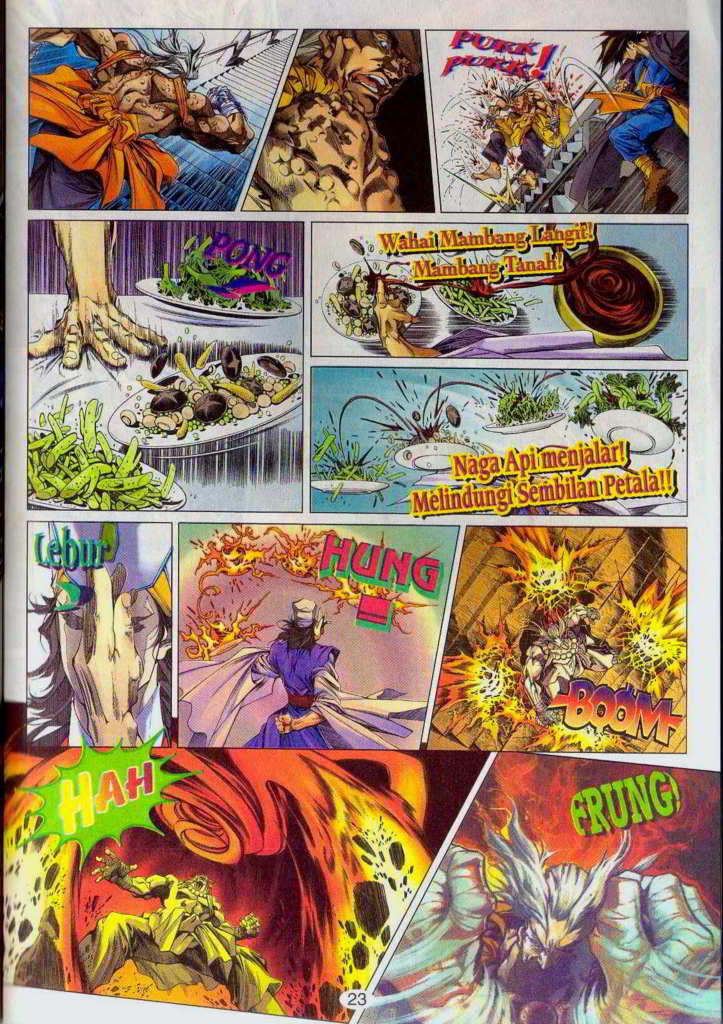 PURK
PURK!
PONG
Wahai Mambang Langit!
Mambang Tanah!
Naga Api menjalar!
Melindungi Sembilan Petala!!
Lebur
HUNG
BOOM
HAH
FRUNG!
23